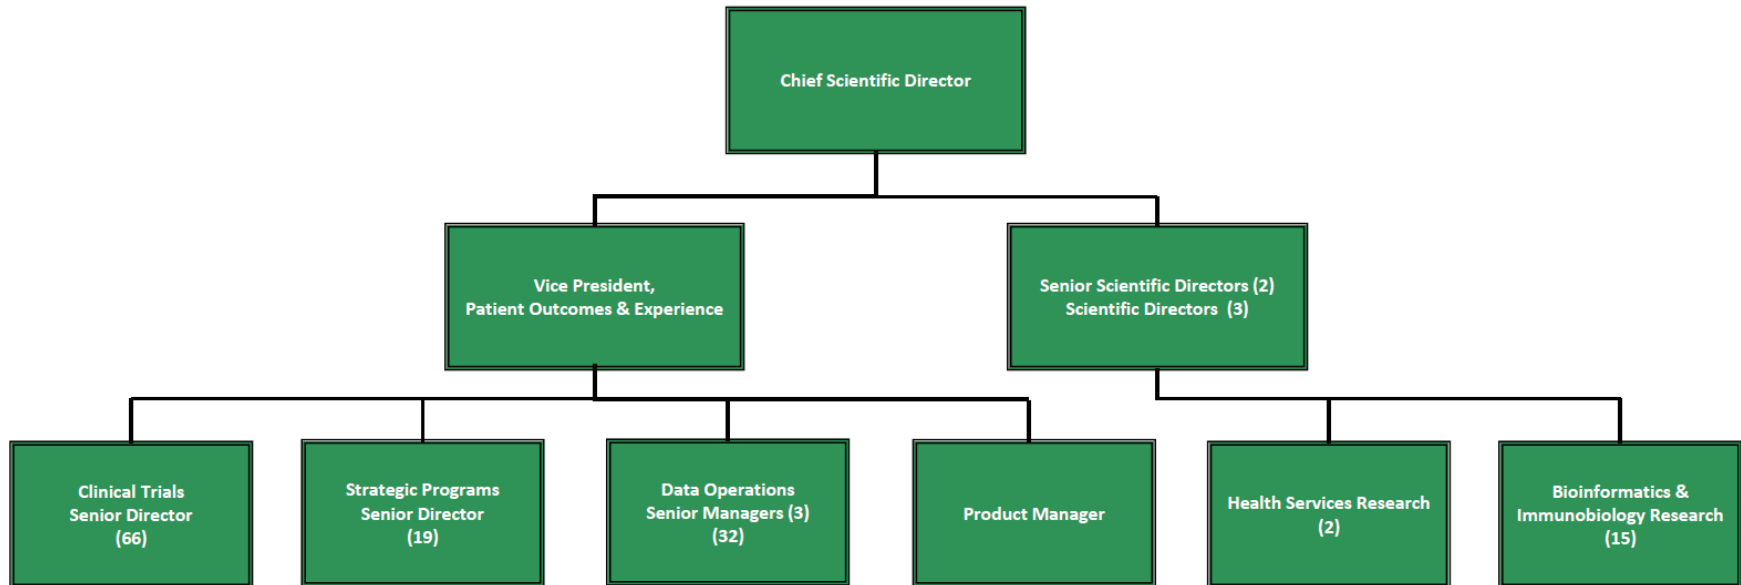 Chief Scientific Director
Vice President,
Patient Outcomes & Experience
Senior Scientific Directors (2)
Scientific Directors  (3)
Clinical Trials
Senior Director
(66)
Strategic Programs
Senior Director
(19)
Data Operations
Senior Managers (3)
(32)
Product Manager
Health Services Research
(2)
Bioinformatics &
Immunobiology Research
(15)